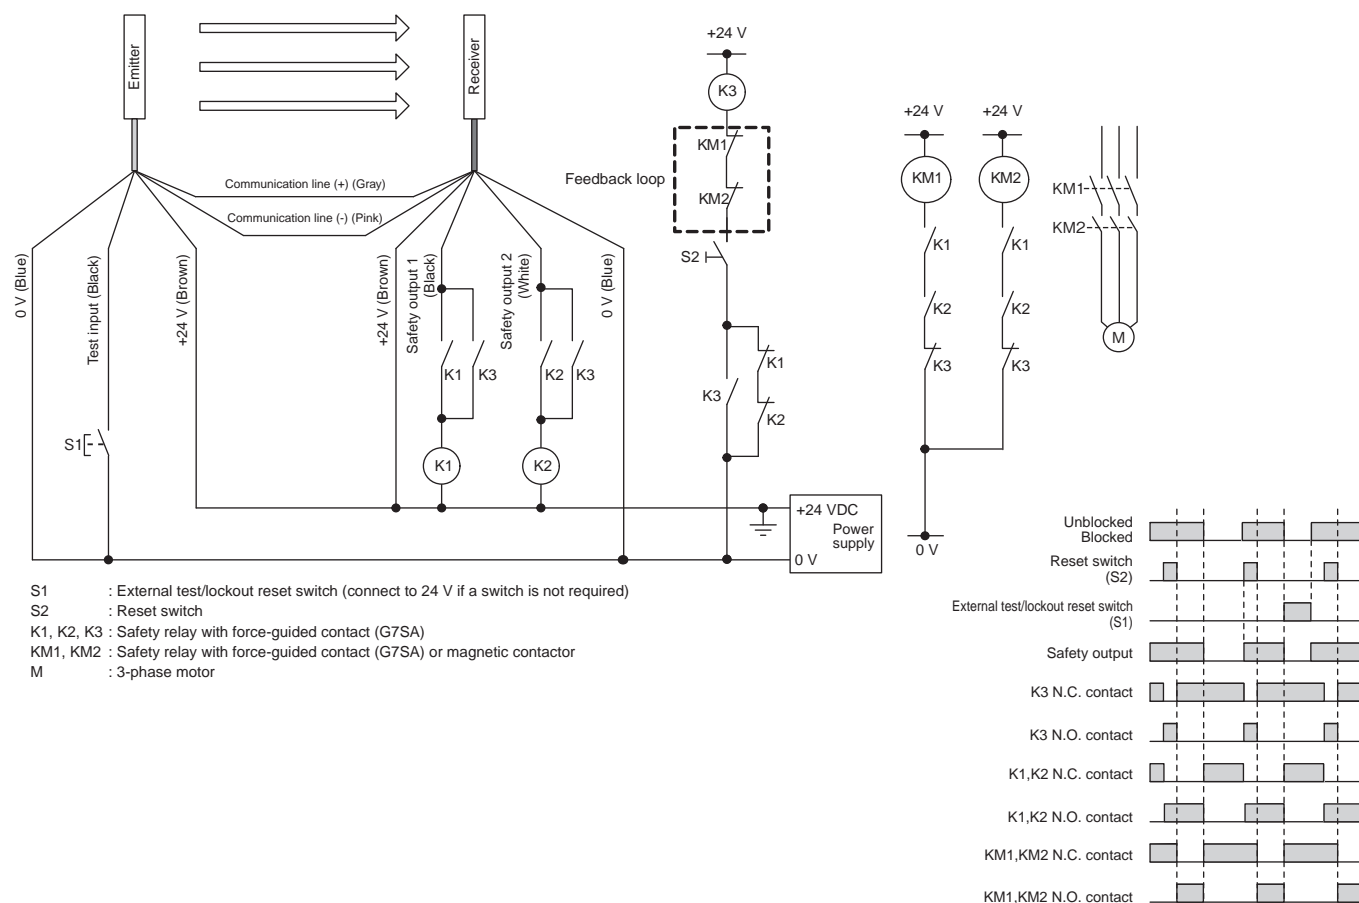 Emitter
Receiver
Communication line (+) (Gray)
Communication line (-) (Pink)
0 V (Blue)
Test input (Black)
+24 V (Brown)
+24 V (Brown)
Safety output 1
(Black)
Safety output 2
(White)
0 V (Blue)
S1
K1
K3
K2
K3
K1
K2
+24 V
K3
Feedback loop
KM1
KM2
S2
K3
K1
K2
+24 VDC
Power
supply
0 V
+24 V
+24 V
KM1
KM2
K1
K1
K2
K2
K3
K3
0 V
KM1
KM2
M
S1 : External test/lockout reset switch (connect to 24 V if a switch is not required)
S2 : Reset switch
K1, K2, K3 : Safety relay with force-guided contact (G7SA)
KM1, KM2 : Safety relay with force-guided contact (G7SA) or magnetic contactor
M : 3-phase motor
Unblocked
Blocked
Reset switch
(S2)
External test/lockout reset switch
(S1)
Safety output
K3 N.C. contact
K3 N.O. contact
K1,K2 N.C. contact
K1,K2 N.O. contact
KM1,KM2 N.C. contact
KM1,KM2 N.O. contact